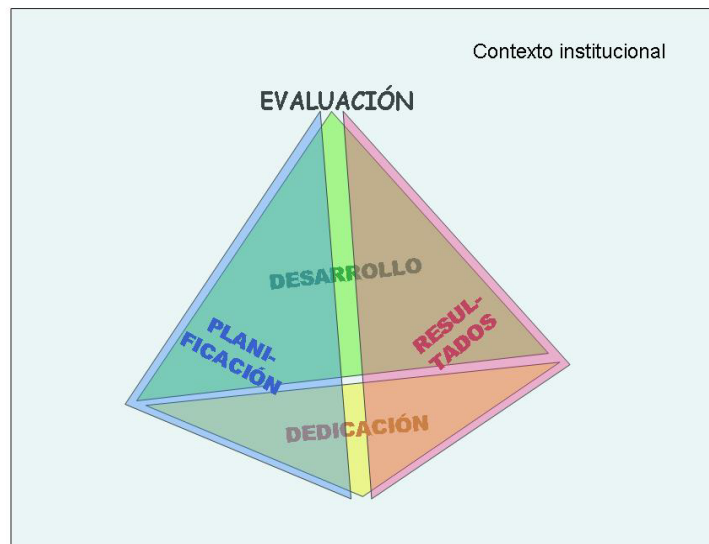 Contexto institucional
EVALUACIÓN
DESARROLLO
PLANI-
FICACIÓN
RESUL-
TADOS
DEDICACIÓN